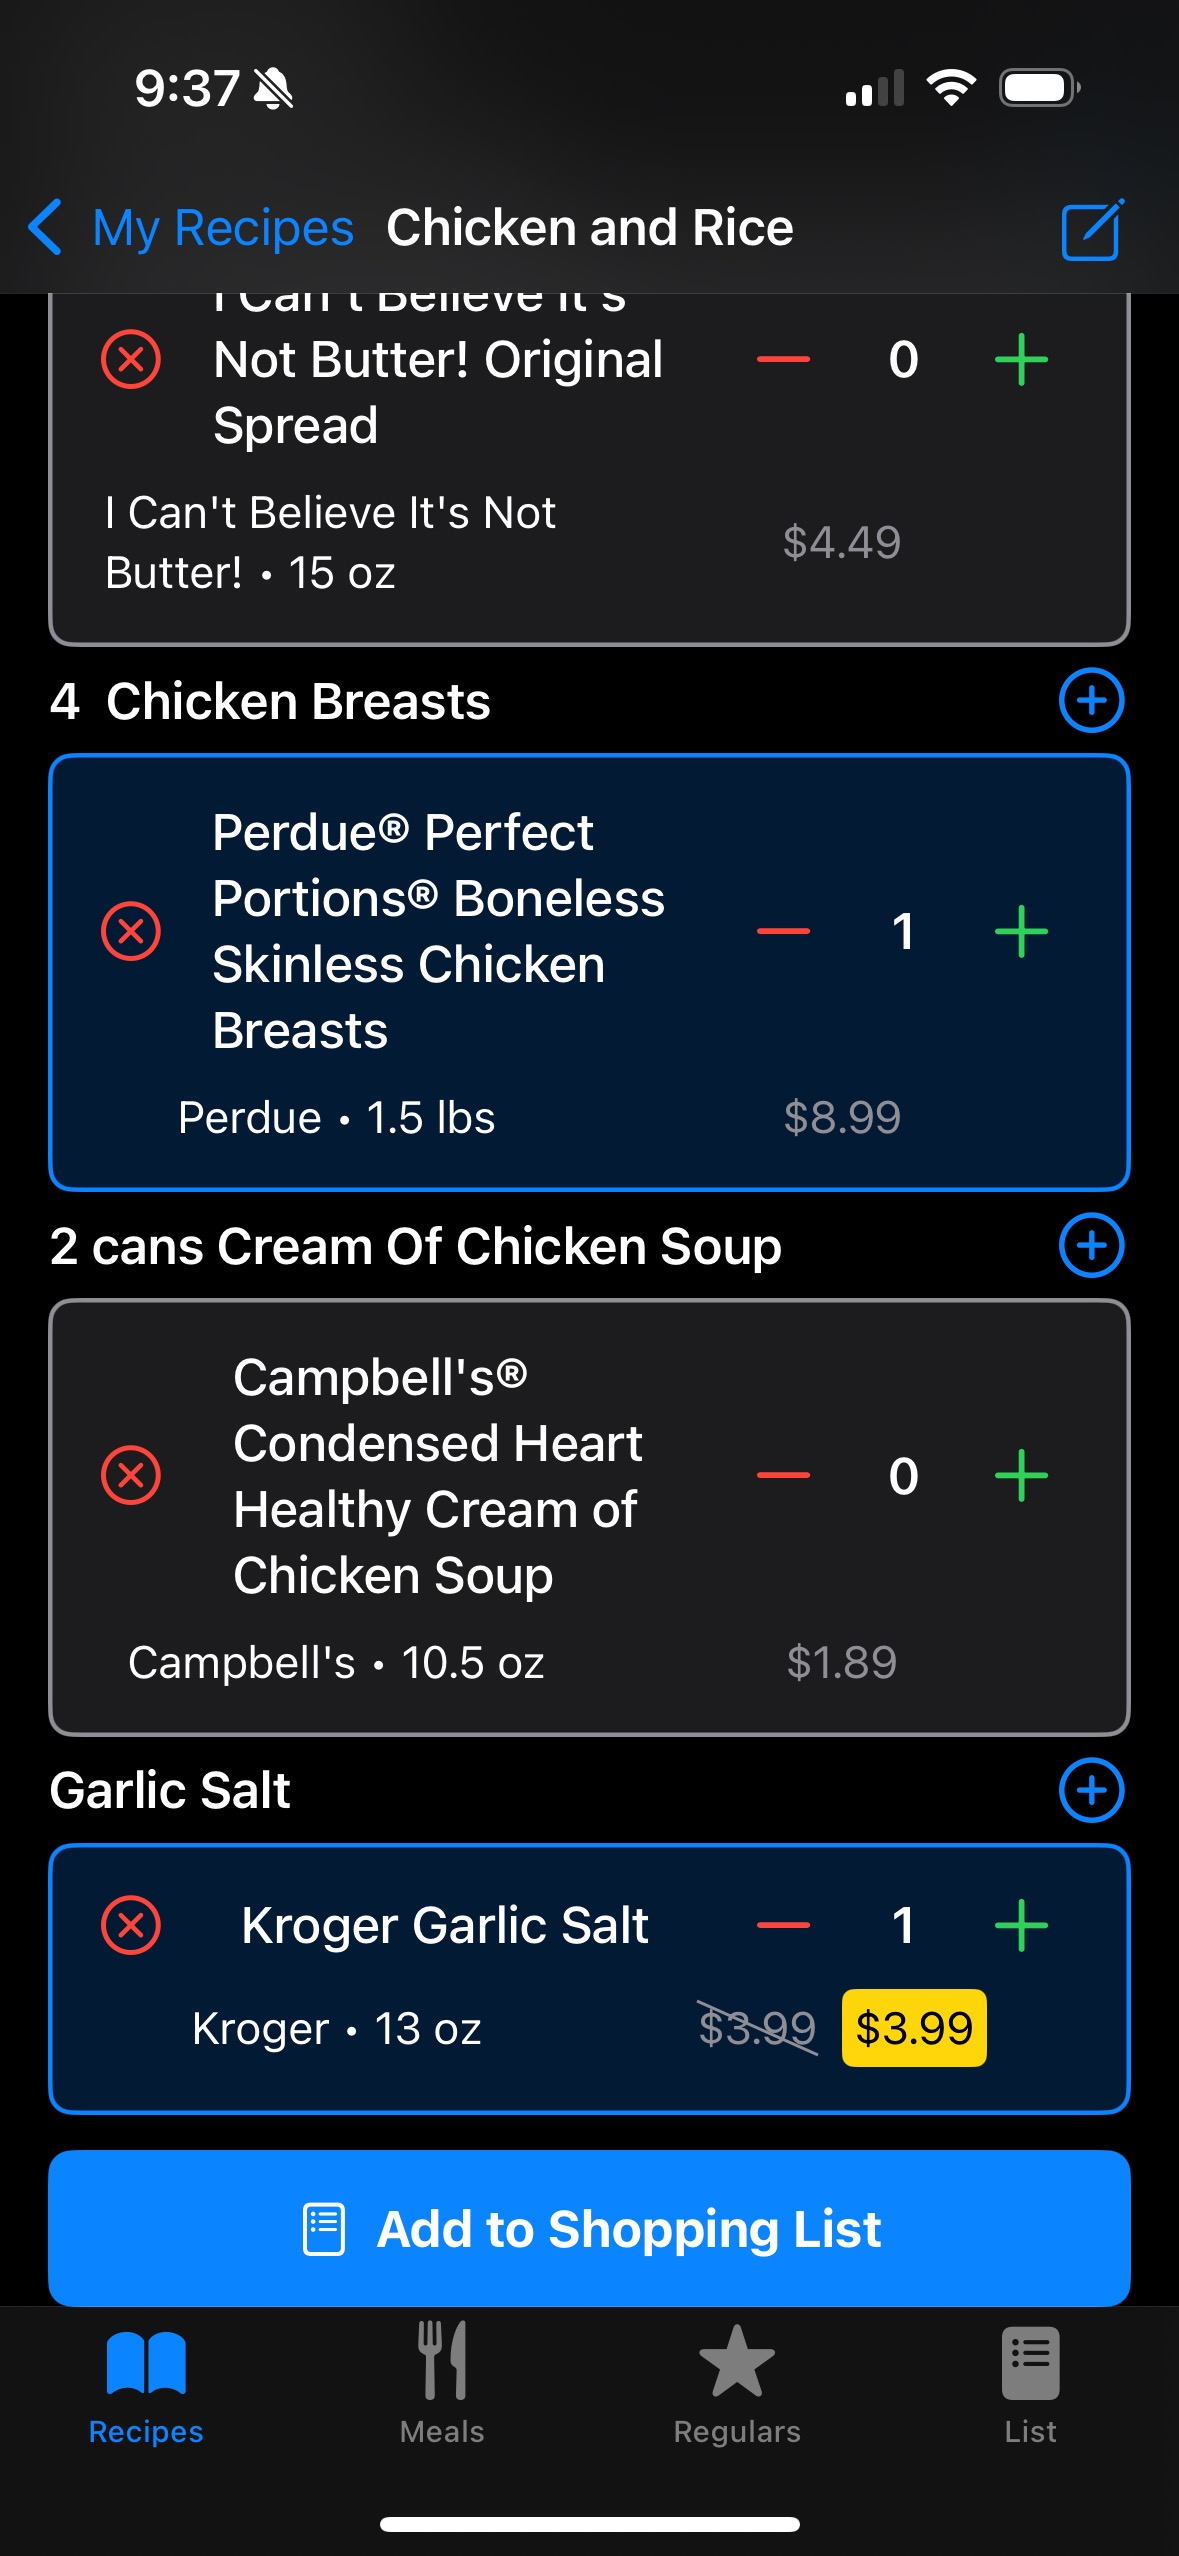 9:37
My Recipes Chicken and Rice
I Can't Believe It's
Not Butter! Original
Spread
0
I Can't Believe It's Not
Butter! • 15 oz
$4.49
4 Chicken Breasts
Perdue® Perfect
Portions® Boneless
Skinless Chicken
Breasts
1
Perdue • 1.5 lbs
$8.99
2 cans Cream Of Chicken Soup
Campbell's®
Condensed Heart
Healthy Cream of
Chicken Soup
0
Campbell's • 10.5 oz
$1.89
Garlic Salt
Kroger Garlic Salt
1
Kroger • 13 oz
$3.99 $3.99
Add to Shopping List
Recipes Meals Regulars List